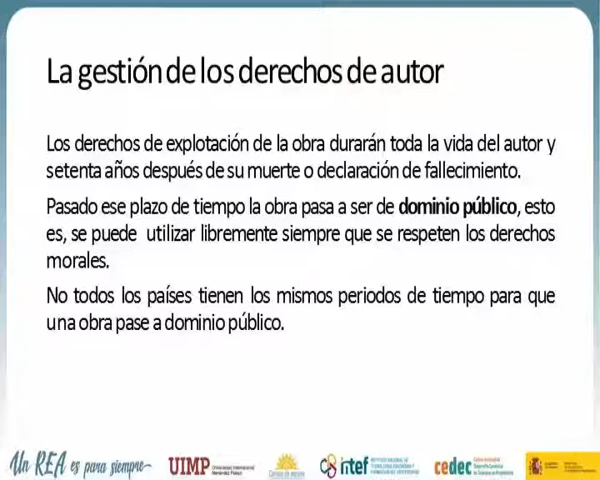 La gestión de los derechos de autor
Los derechos de explotación de la obra durarán toda la vida del autor y
setenta años después de su muerte o declaración de fallecimiento.
Pasado ese plazo de tiempo la obra pasa a ser de dominio público, esto
es, se puede utilizar libremente siempre que se respeten los derechos
morales.
No todos los países tienen los mismos periodos de tiempo para que
una obra pase a dominio público.
Un REA es para siempre
UIMP
intef
cedec